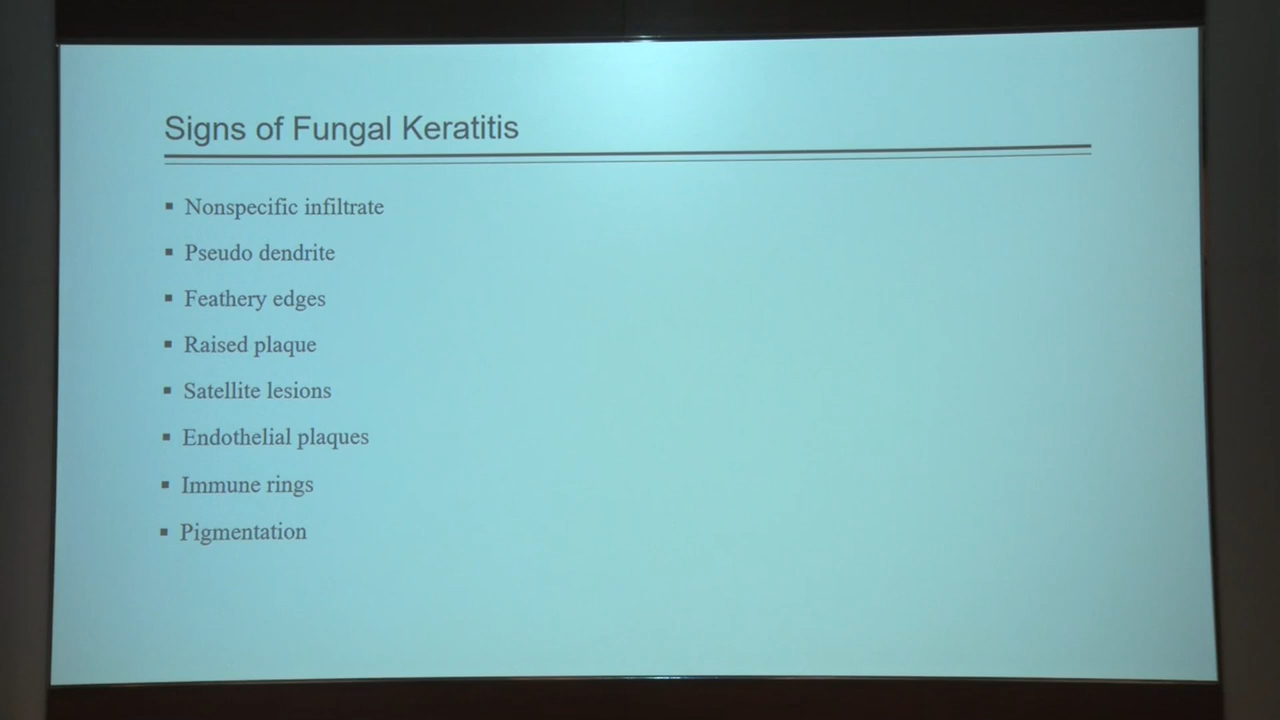 Signs of Fungal Keratitis
▪ Nonspecific infiltrate
▪ Pseudo dendrite
▪ Feathery edges
▪ Raised plaque
▪ Satellite lesions
▪ Endothelial plaques
▪ Immune rings
▪ Pigmentation